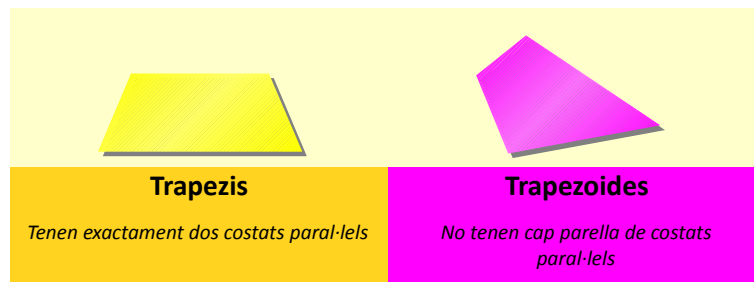 Trapezis
Tenen exactament dos costats paral·lels
Trapezoides
No tenen cap parella de costats
paral·lels